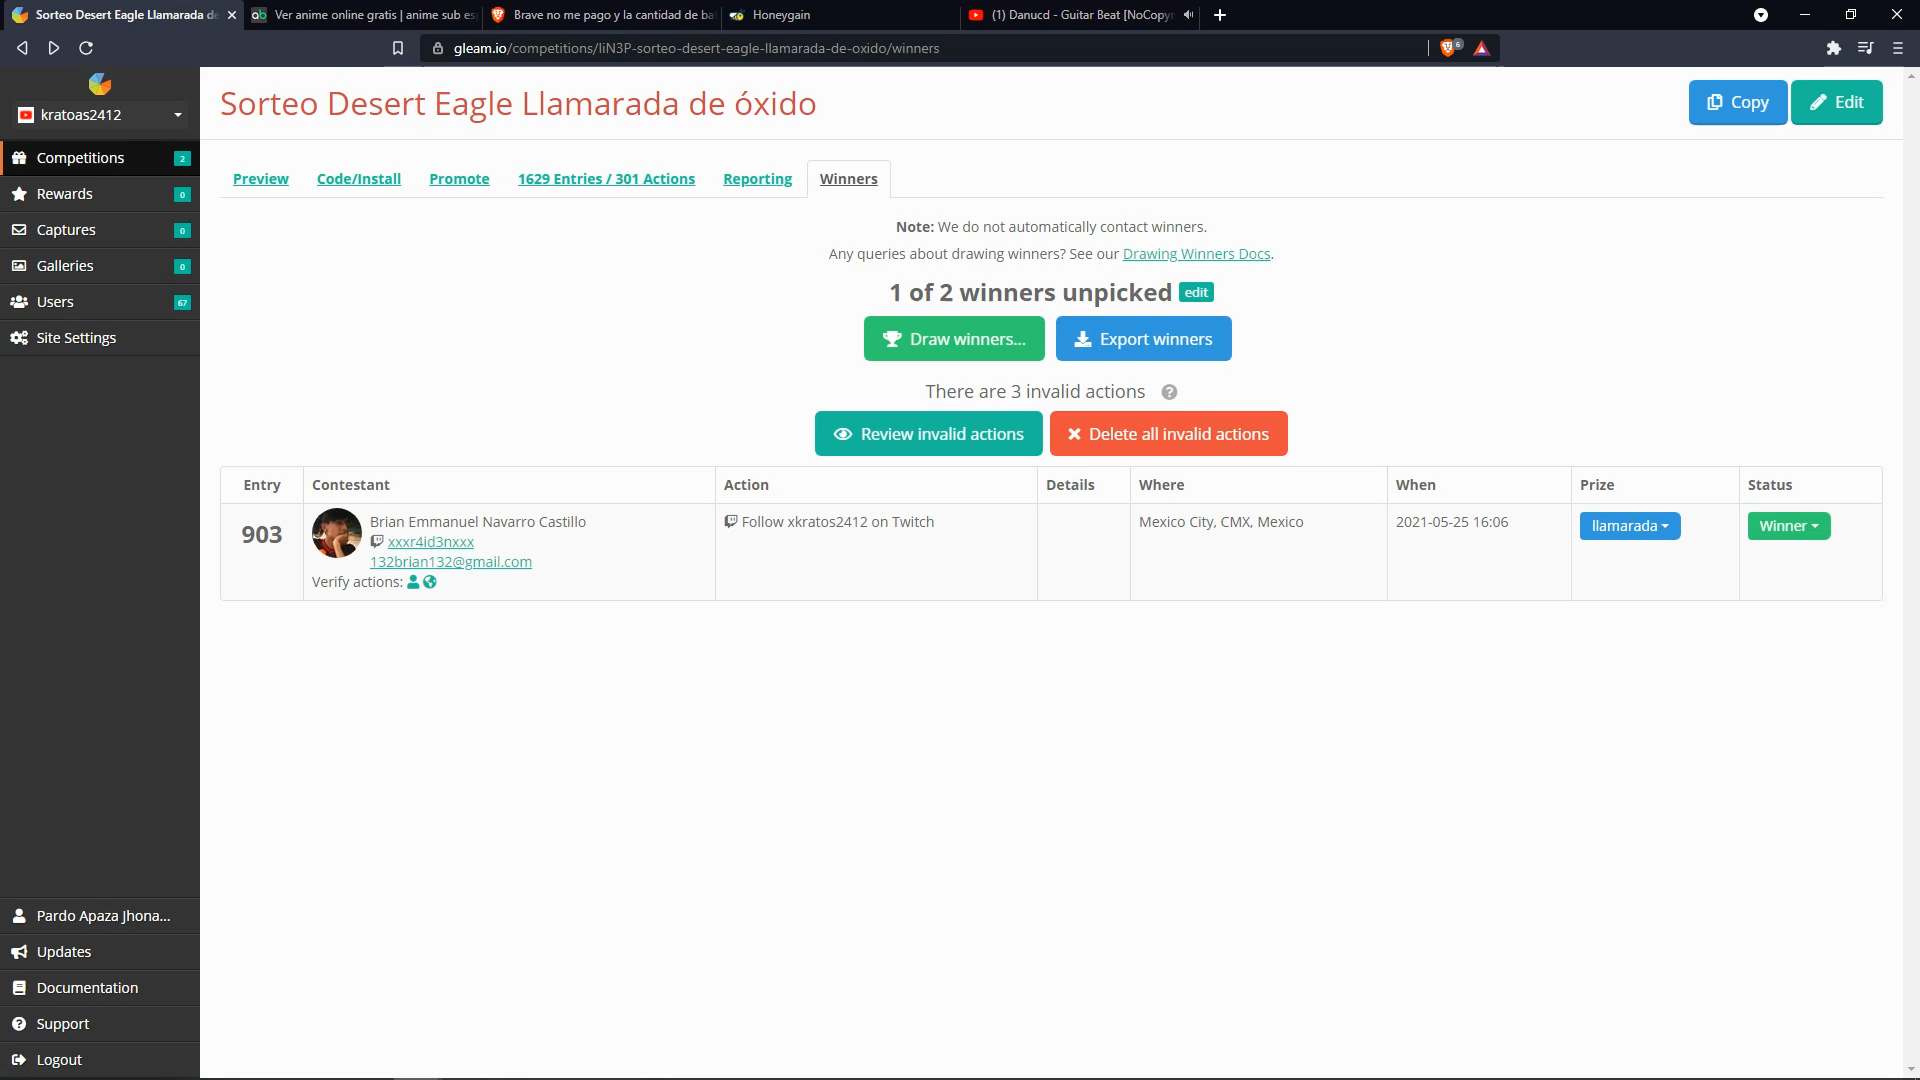 Sorteo Desert Eagle Llamarada de
Ver anime online gratis | anime sub es
Brave no me pago y la cantidad de ba
Honeygain
(1) Danucd - Guitar Beat [NoCopyr
gleam.io/competitions/liN3P-sorteo-desert-eagle-llamarada-de-oxido/winners
6
kratoas2412
Competitions 2
Rewards 0
Captures 0
Galleries 0
Users 67
Site Settings
Pardo Apaza Jhona...
Updates
Documentation
Support
Logout
Sorteo Desert Eagle Llamarada de óxido
Copy
Edit
Preview
Code/Install
Promote
1629 Entries / 301 Actions
Reporting
Winners
Note: We do not automatically contact winners.
Any queries about drawing winners? See our Drawing Winners Docs.
1 of 2 winners unpicked edit
Draw winners...
Export winners
There are 3 invalid actions ?
Review invalid actions
Delete all invalid actions
Entry Contestant Action Details Where When Prize Status
903
Brian Emmanuel Navarro Castillo
xxxr4id3nxxx
132brian132@gmail.com
Verify actions:
Follow xkratos2412 on Twitch
Mexico City, CMX, Mexico
2021-05-25 16:06
llamarada
Winner